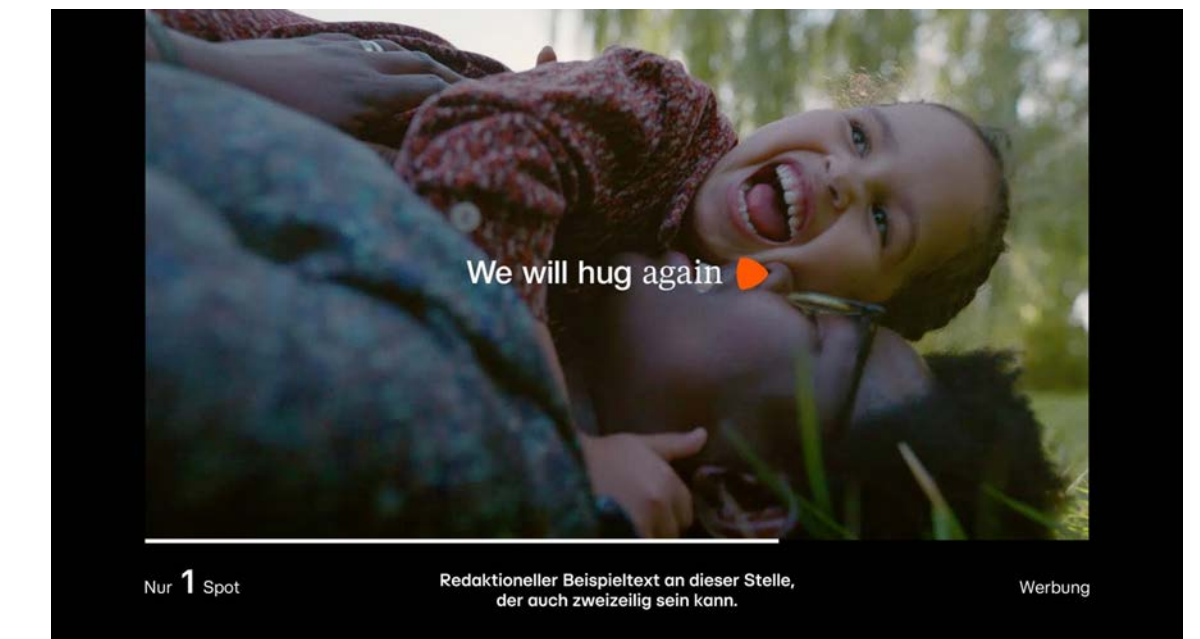 We will hug again
Nur 1 Spot
Redaktioneller Beispieltext an dieser Stelle,
der auch zweizeilig sein kann.
Werbung